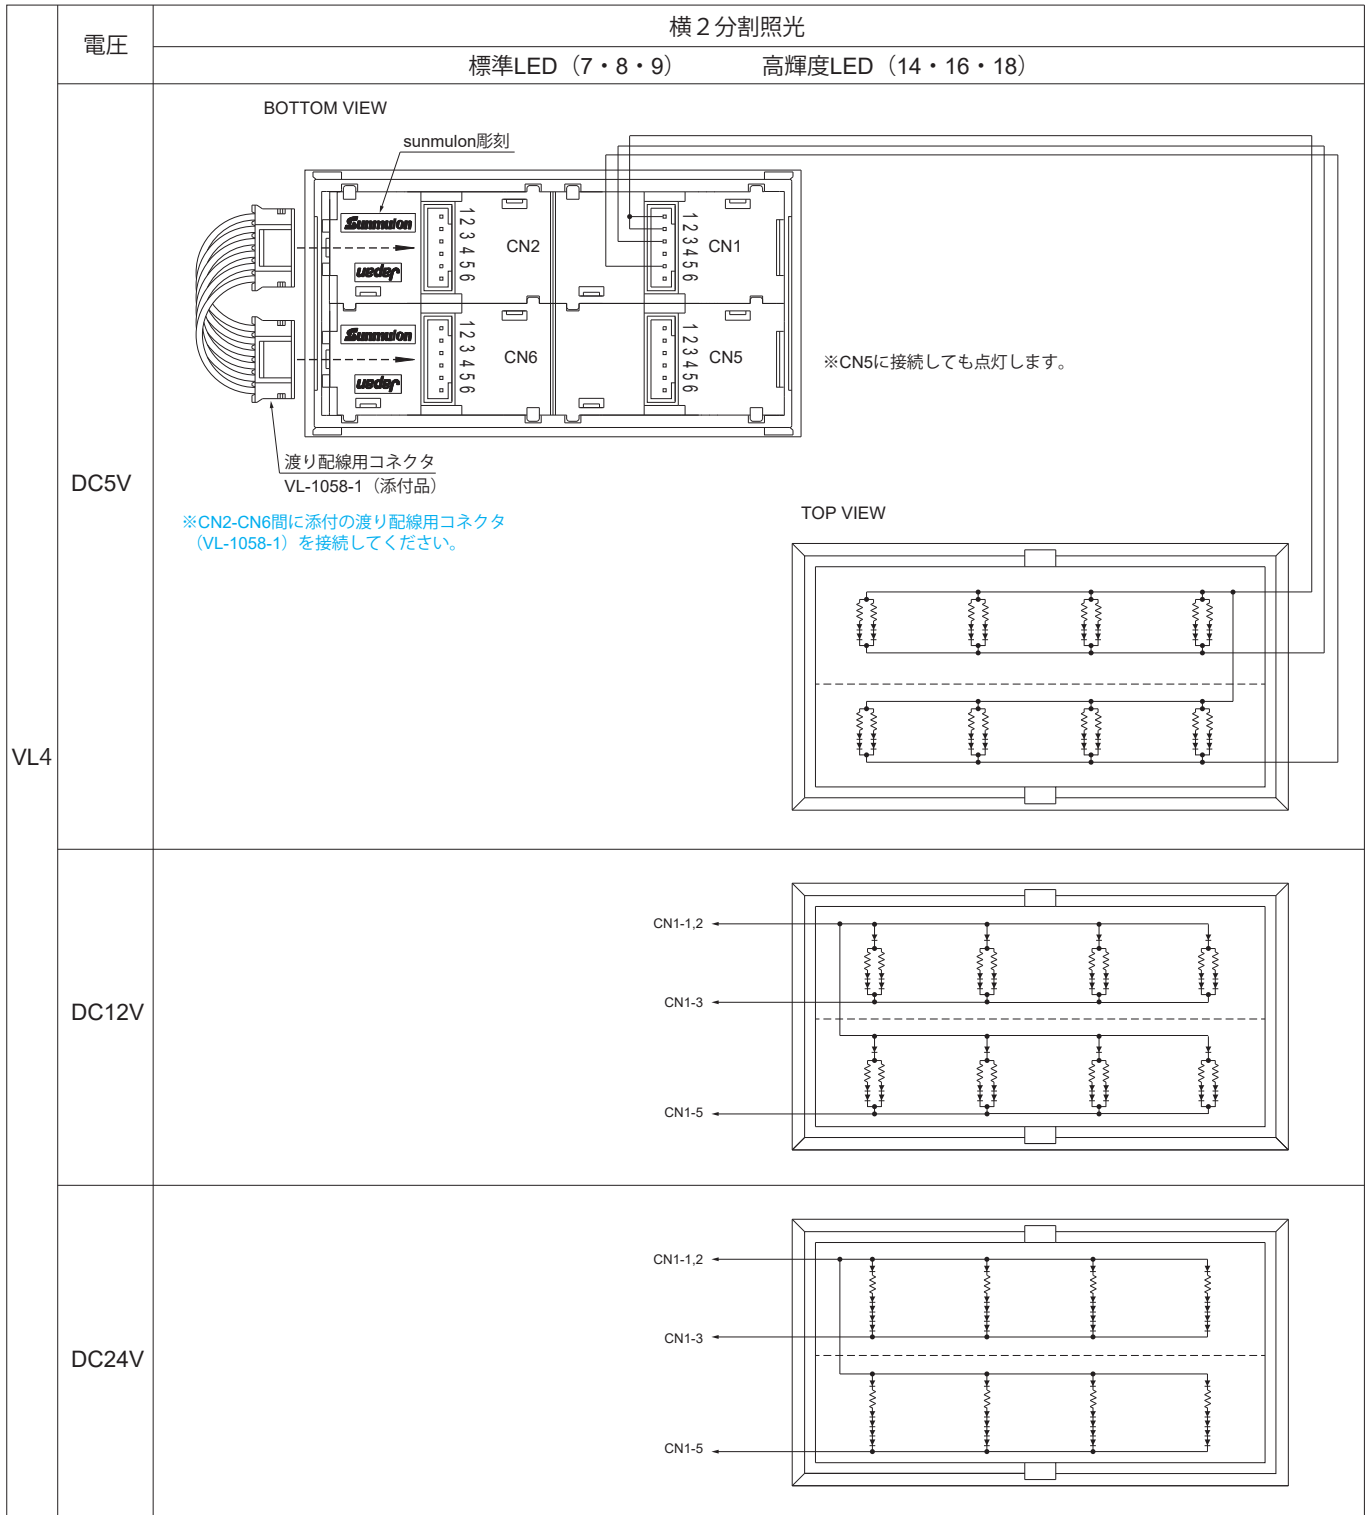 電圧
横２分割照光
標準LED（7・8・9）　高輝度LED（14・16・18）
VL4
DC5V
BOTTOM VIEW
sunmulon彫刻
Sunmulon
Japan
1 2 3 4 5 6
CN2
1 2 3 4 5 6
CN1
Sunmulon
Japan
1 2 3 4 5 6
CN6
1 2 3 4 5 6
CN5
※CN5に接続しても点灯します。
渡り配線用コネクタ
VL-1058-1（添付品）
※CN2-CN6間に添付の渡り配線用コネクタ
（VL-1058-1）を接続してください。
TOP VIEW
DC12V
CN1-1,2
CN1-3
CN1-5
DC24V
CN1-1,2
CN1-3
CN1-5